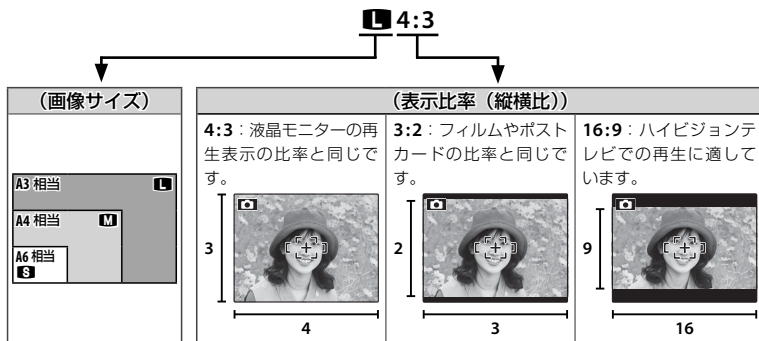 L 4:3
(画像サイズ)
(表示比率(縦横比))
A3 相当 L
A4 相当 M
A6 相当
S
4:3:液晶モニターの再
生表示の比率と同じで
す。
3
4
3:2:フィルムやポスト
カードの比率と同じで
す。
2
3
16:9:ハイビジョンテ
レビでの再生に適して
います。
9
16